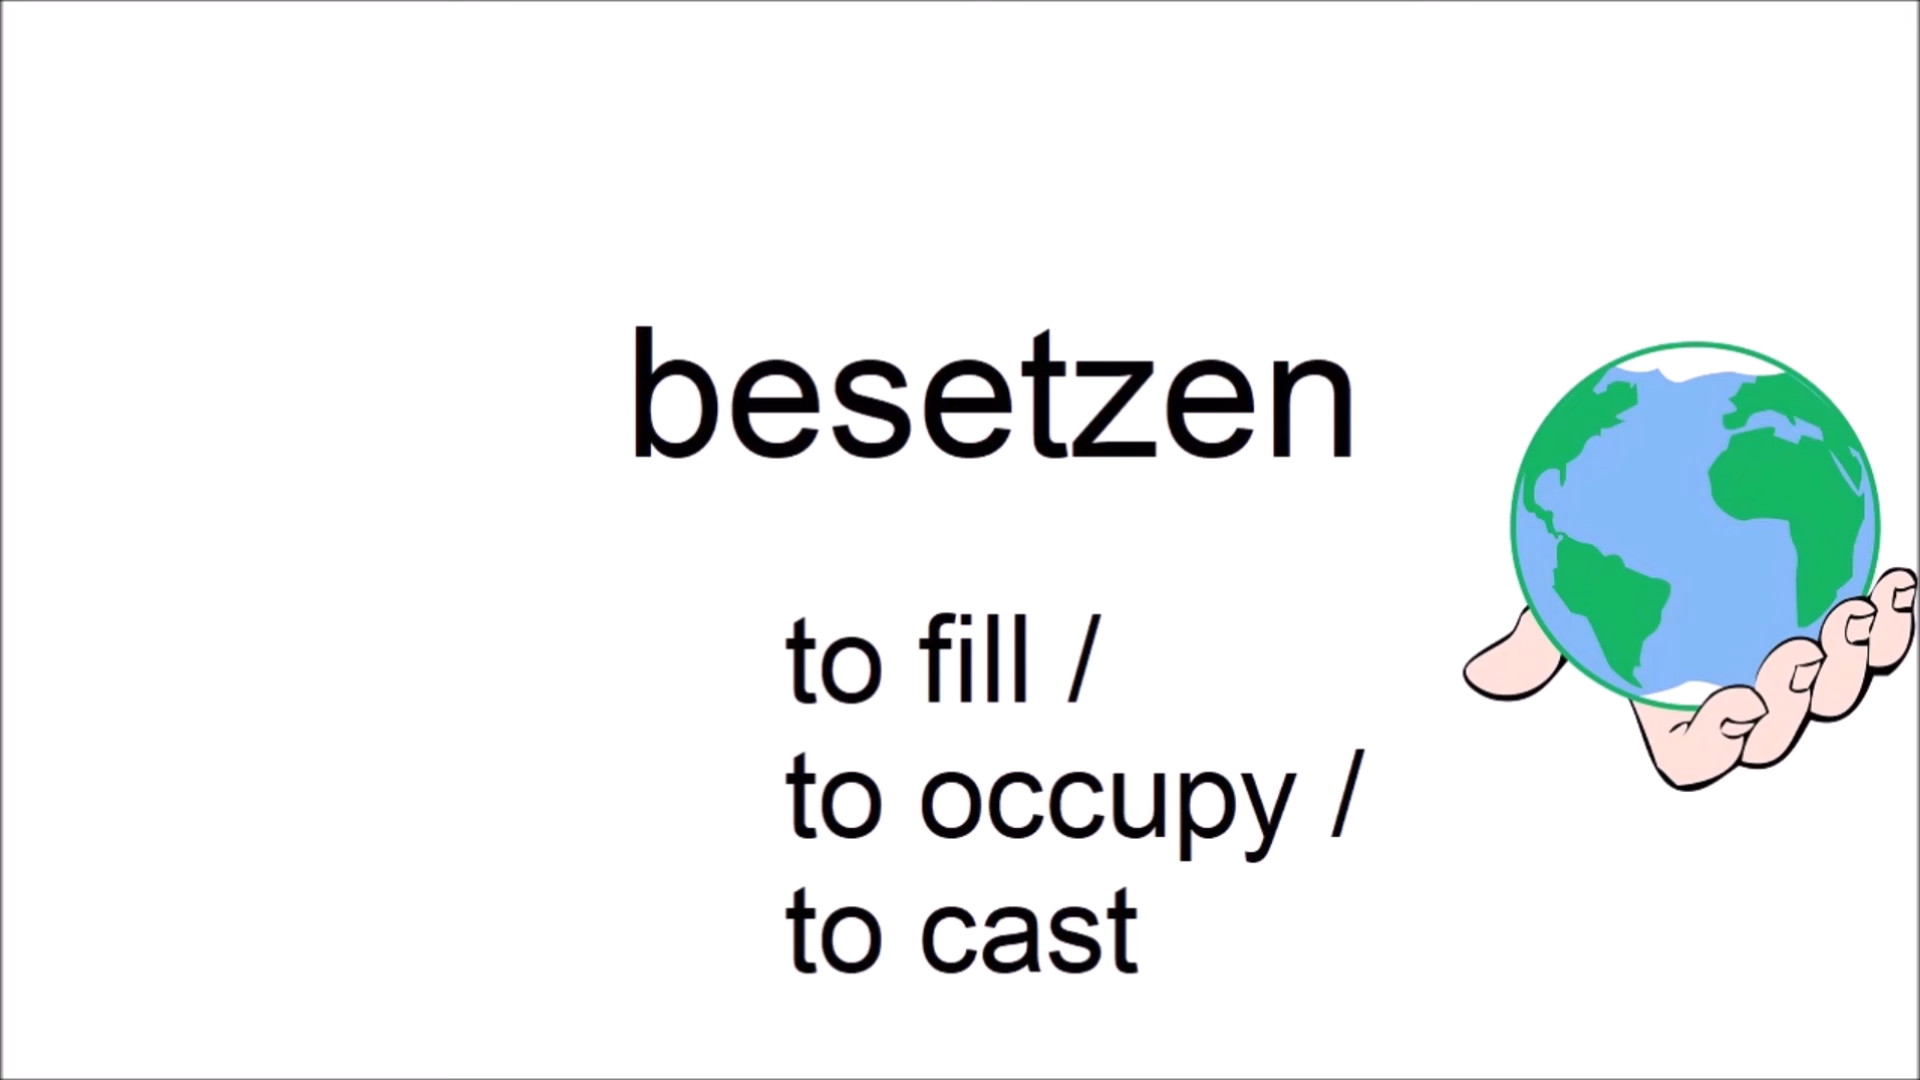 besetzen
to fill /
to occupy /
to cast